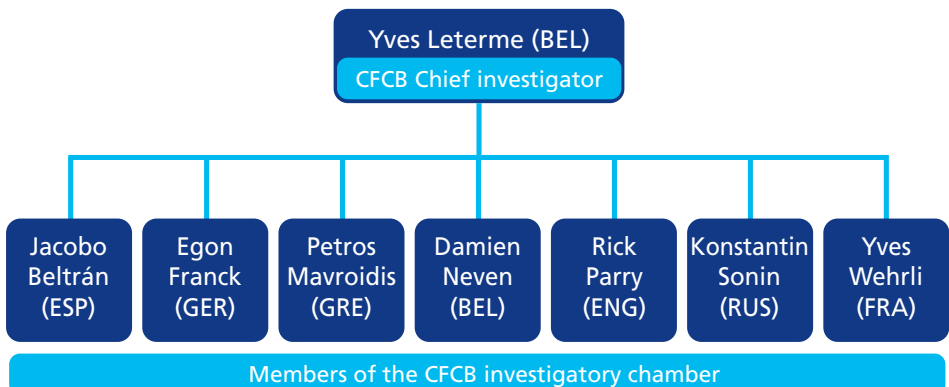 Yves Leterme (BEL)
CFCB Chief investigator
Jacobo
Beltrán
(ESP)
Egon
Franck
(GER)
Petros
Mavroidis
(GRE)
Damien
Neven
(BEL)
Rick
Parry
(ENG)
Konstantin
Sonin
(RUS)
Yves
Wehrli
(FRA)
Members of the CFCB investigatory chamber